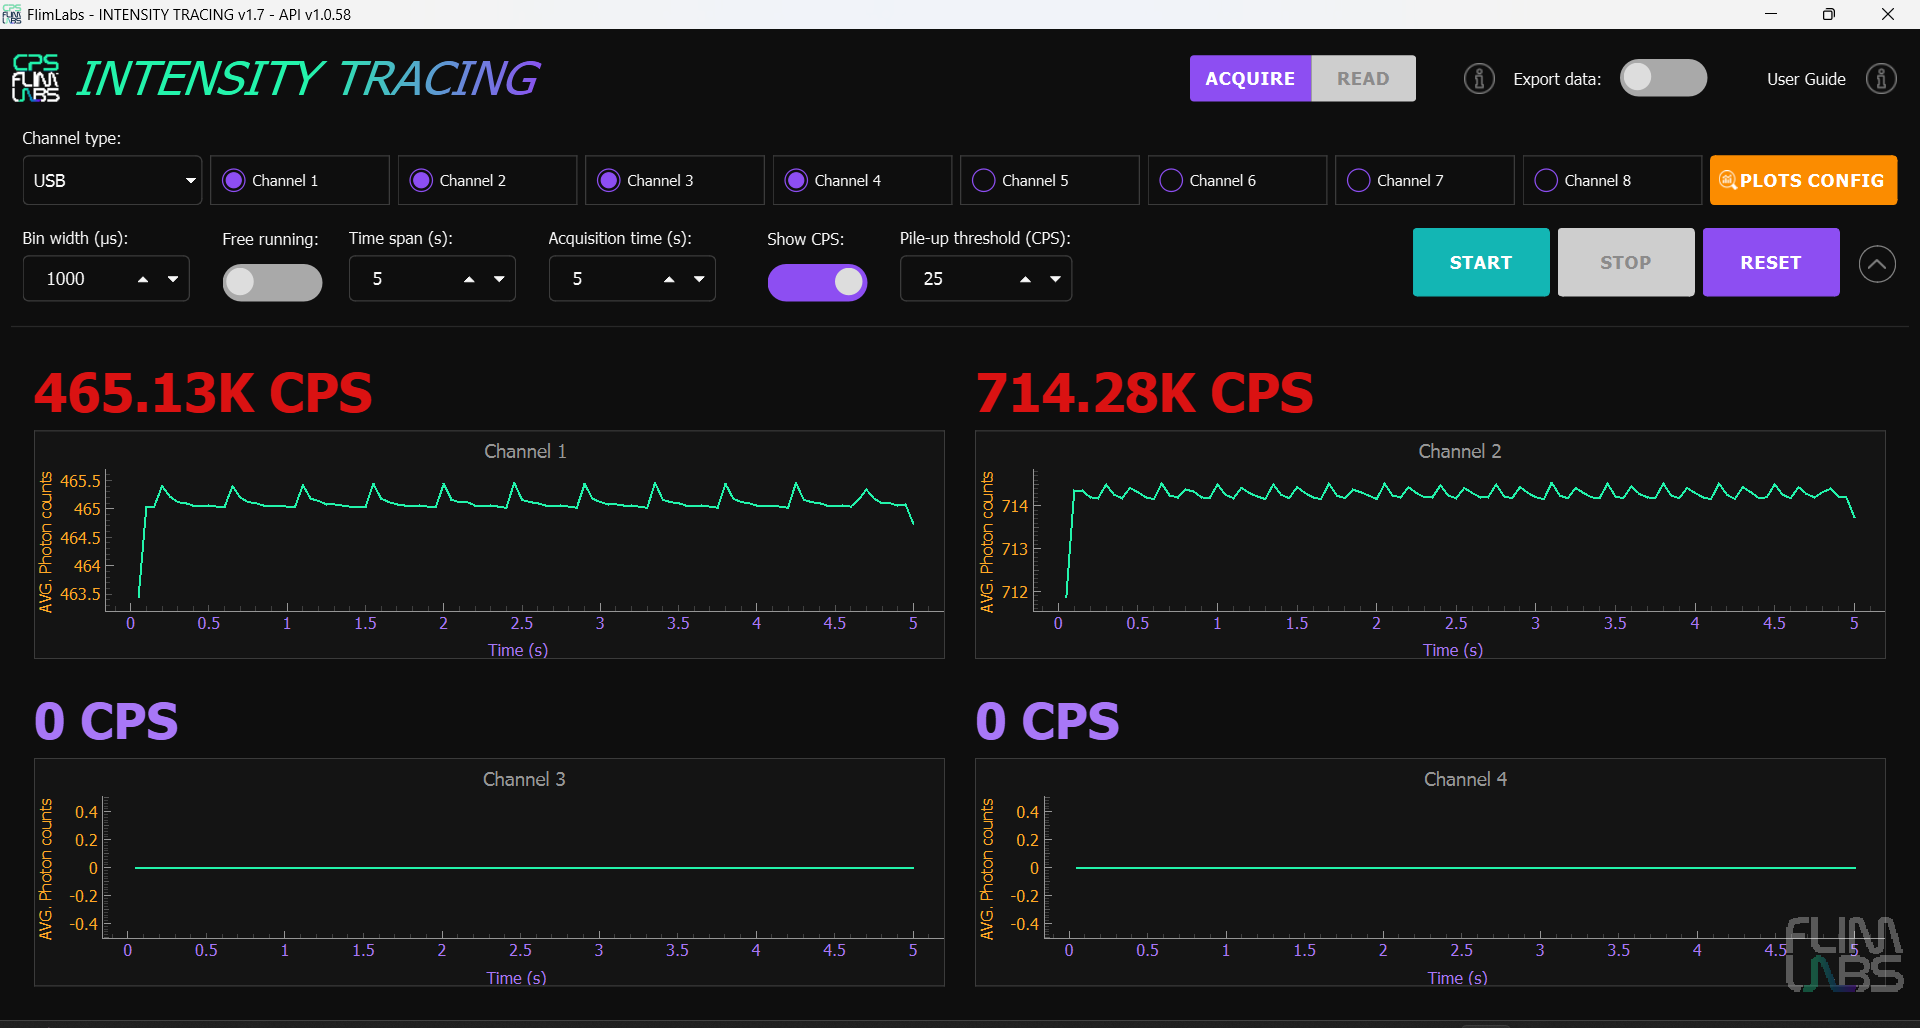 FlimLabs - INTENSITY TRACING v1.7 - API v1.0.58
CPS
FLIM
LABS
INTENSITY TRACING
ACQUIRE
READ
Export data:
User Guide
Channel type:
USB
Channel 1
Channel 2
Channel 3
Channel 4
Channel 5
Channel 6
Channel 7
Channel 8
PLOTS CONFIG
Bin width (µs):
Free running:
Time span (s):
Acquisition time (s):
Show CPS:
Pile-up threshold (CPS):
1000
5
5
25
START
STOP
RESET
465.13K CPS
Channel 1
AVG. Photon counts
465.5
465
464.5
464
463.5
0 0.5 1 1.5 2 2.5 3 3.5 4 4.5 5
Time (s)
714.28K CPS
Channel 2
AVG. Photon counts
714
713
712
0 0.5 1 1.5 2 2.5 3 3.5 4 4.5 5
Time (s)
0 CPS
Channel 3
AVG. Photon counts
0.4
0.2
0
-0.2
-0.4
0 0.5 1 1.5 2 2.5 3 3.5 4 4.5 5
Time (s)
0 CPS
Channel 4
AVG. Photon counts
0.4
0.2
0
-0.2
-0.4
0 0.5 1 1.5 2 2.5 3 3.5 4 4.5 5
Time (s)
FLIM
LABS